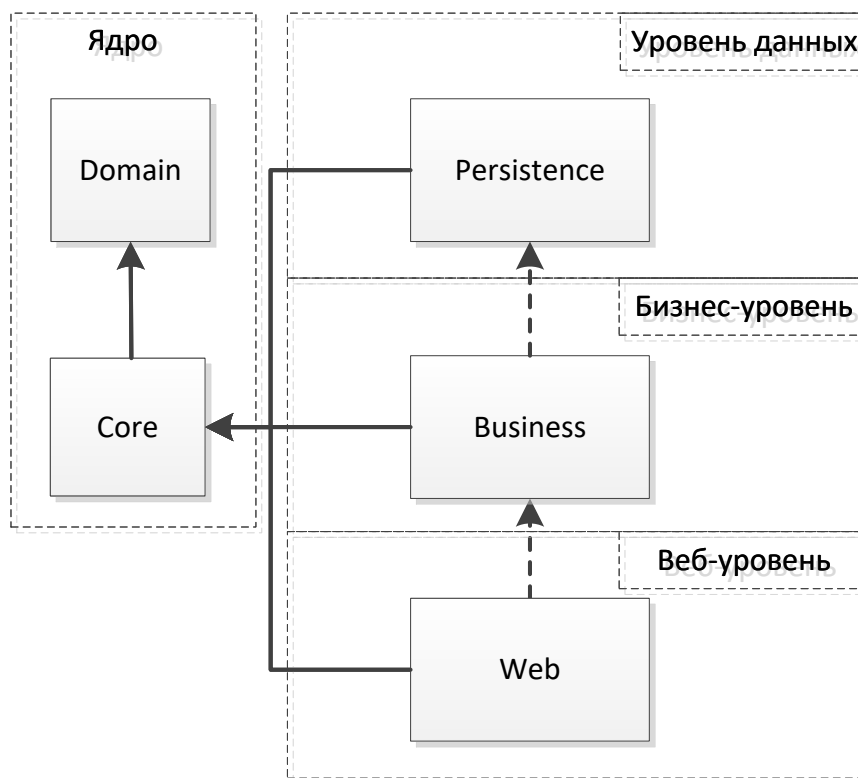 Ядро
Уровень данных
Domain
Persistence
Бизнес-уровень
Core
Business
Веб-уровень
Web